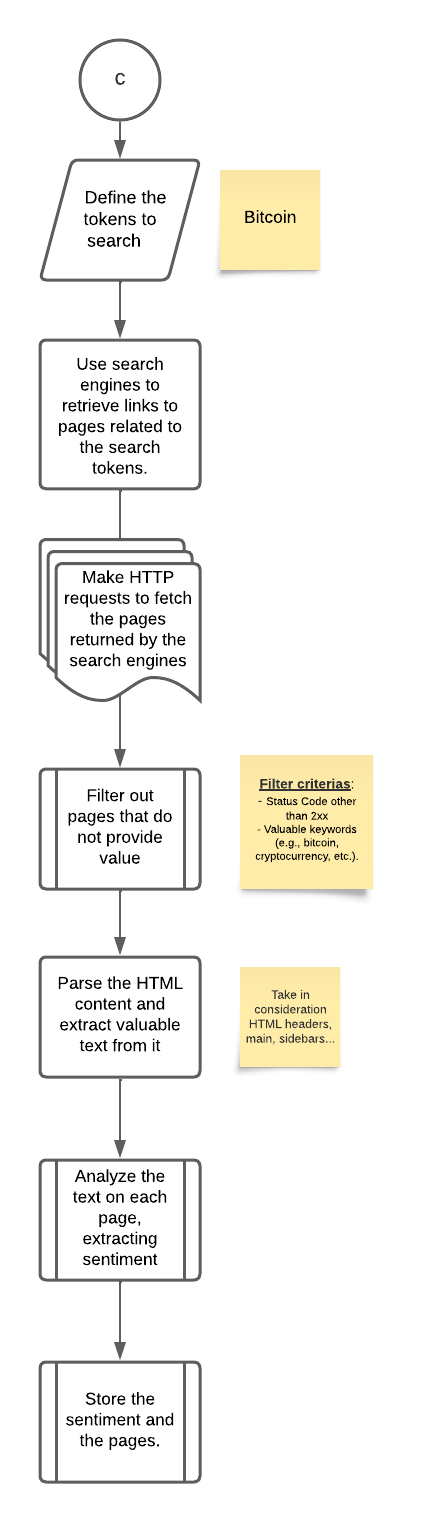 c
Define the
tokens to
search
Bitcoin
Use search
engines to
retrieve links to
pages related to
the search
tokens.
Make HTTP
requests to fetch
the pages
returned by the
search engines
Filter out
pages that do
not provide
value
Filter criterias:
- Status Code other
than 2xx
- Valuable keywords
(e.g., bitcoin,
cryptocurrency, etc.).
Parse the HTML
content and
extract valuable
text from it
Take in
consideration
HTML headers,
main, sidebars...
Analyze the
text on each
page,
extracting
sentiment
Store the
sentiment and
the pages.